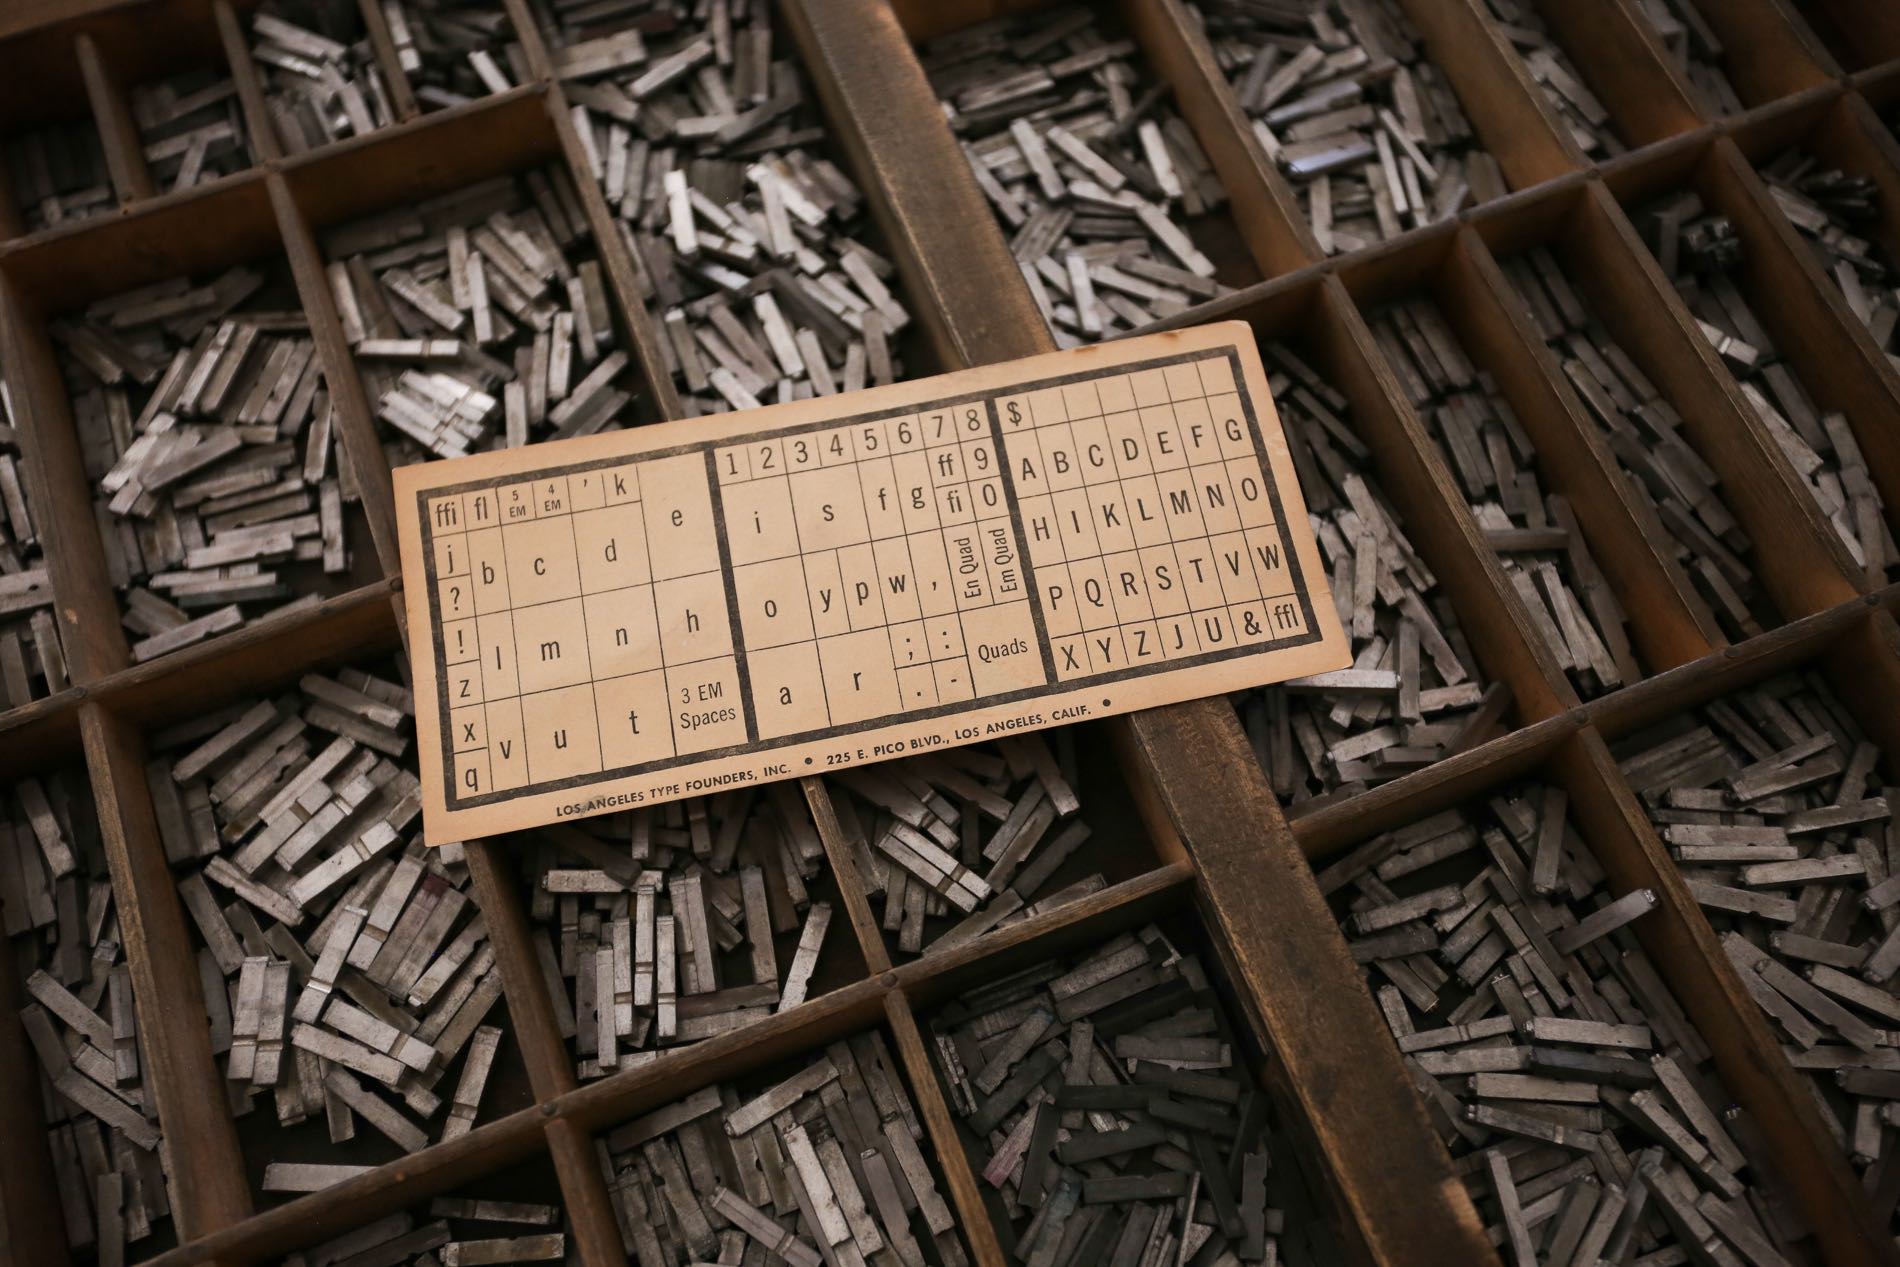 ffi fl 5 EM 4 EM ' k e
j b c d
?
! l m n h
z
x v u t 3 EM Spaces
q
1 2 3 4 5 6 7 8
i s f g ff 9
fi 0
o y p w , En Quad Em Quad
a r ; : Quads
. -
$
A B C D E F G
H I K L M N O
P Q R S T V W
X Y Z J U & ffl
LOS ANGELES TYPE FOUNDERS, INC. • 225 E. PICO BLVD., LOS ANGELES, CALIF. •